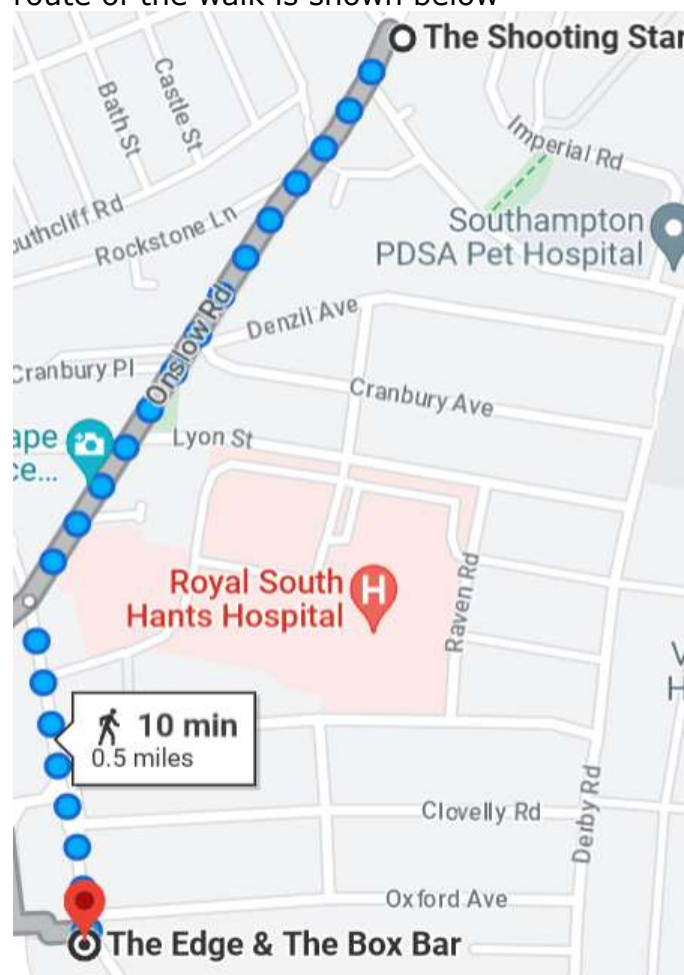 route of the walk is shown below
The Shooting Star
Castle St
Bath St
Imperial Rd
outhcliff Rd
Rockstone Ln
Southampton
PDSA Pet Hospital
Onslow Rd
Denzil Ave
Cranbury Pl
Cranbury Ave
ape
ce...
Lyon St
Royal South
Hants Hospital
H
Raven Rd
V
H
10 min
0.5 miles
Derby Rd
Clovelly Rd
Oxford Ave
The Edge & The Box Bar